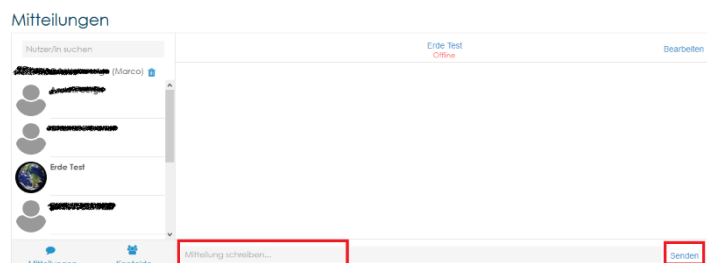 Mitteilungen
Nutzer/in suchen
Erde Test
Offline
Bearbeiten
(Marco)
Erde Test
Mitteilung schreiben...
Senden
Mitteilungen
Kontakte